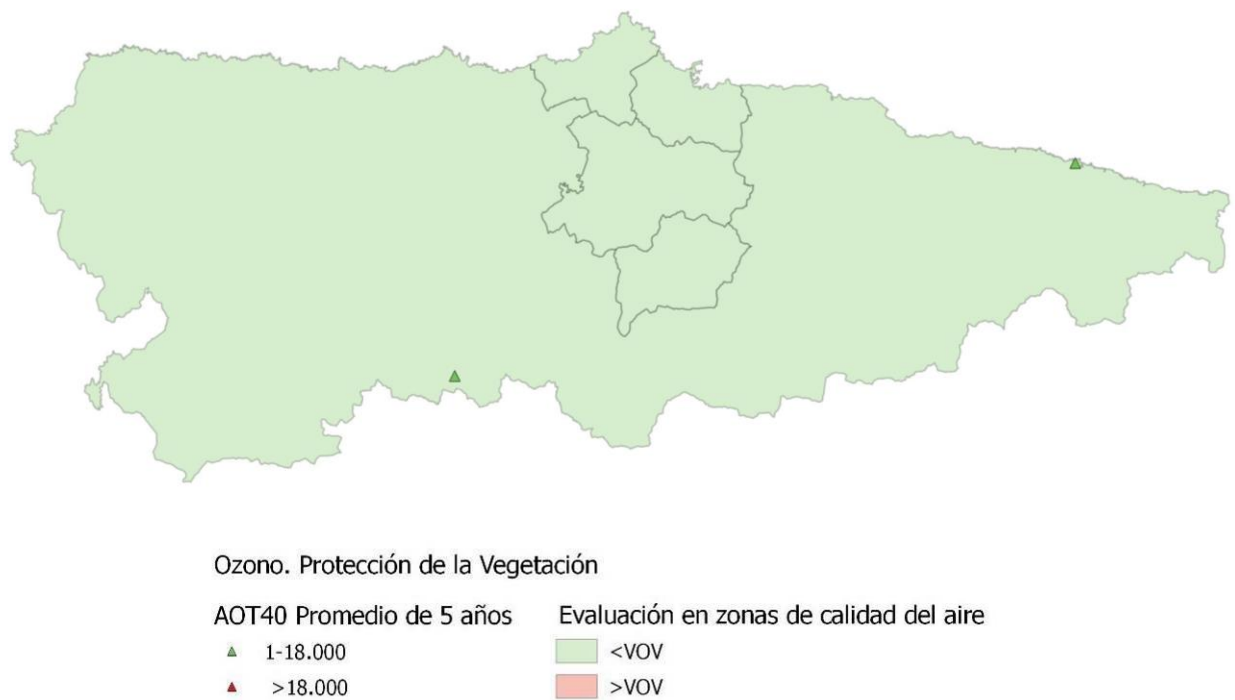 Ozono. Protección de la Vegetación
AOT40 Promedio de 5 años
1-18.000
>18.000
Evaluación en zonas de calidad del aire
<VOV
>VOV